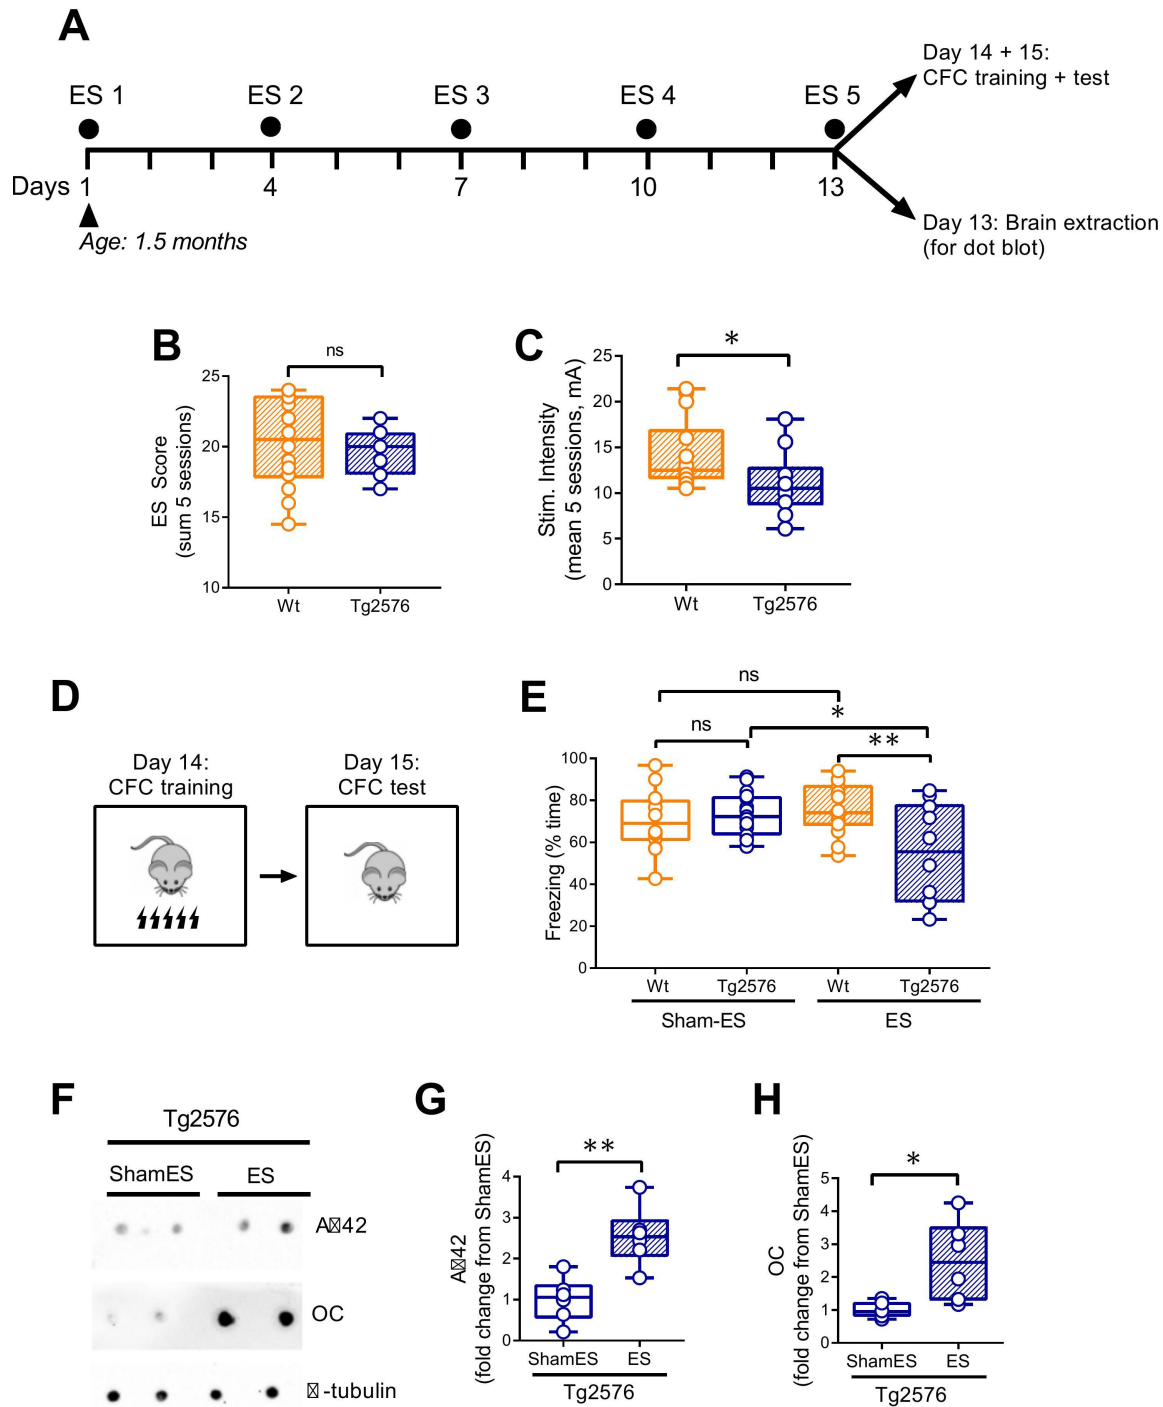 A
Day 14 + 15:
CFC training + test
ES 1 ES 2 ES 3 ES 4 ES 5
Days 1 4 7 10 13
Age: 1.5 months
Day 13: Brain extraction
(for dot blot)
B
ns
ES Score
(sum 5 sessions)
25
20
15
10
Wt Tg2576
C
*
Stim. Intensity
(mean 5 sessions, mA)
25
20
15
10
5
0
Wt Tg2576
D
Day 14:
CFC training
Day 15:
CFC test
E
ns
ns
*
**
Freezing (% time)
100
80
60
40
20
0
Wt Tg2576 Wt Tg2576
Sham-ES ES
F
Tg2576
ShamES ES
A▯42
OC
▯-tubulin
G
**
A▯42
(fold change from ShamES)
4
3
2
1
0
ShamES ES
Tg2576
H
*
OC
(fold change from ShamES)
5
4
3
2
1
0
ShamES ES
Tg2576